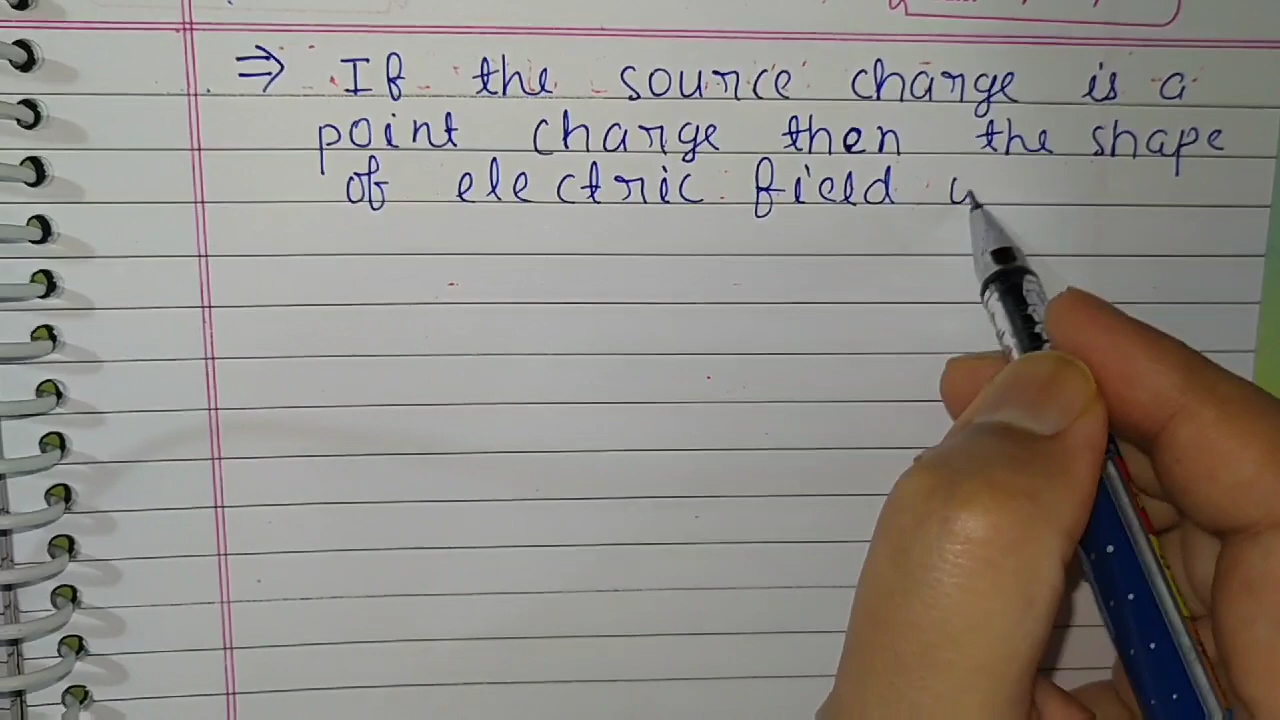 ⇒ If the source charge is a
point charge then the shape
of electric field